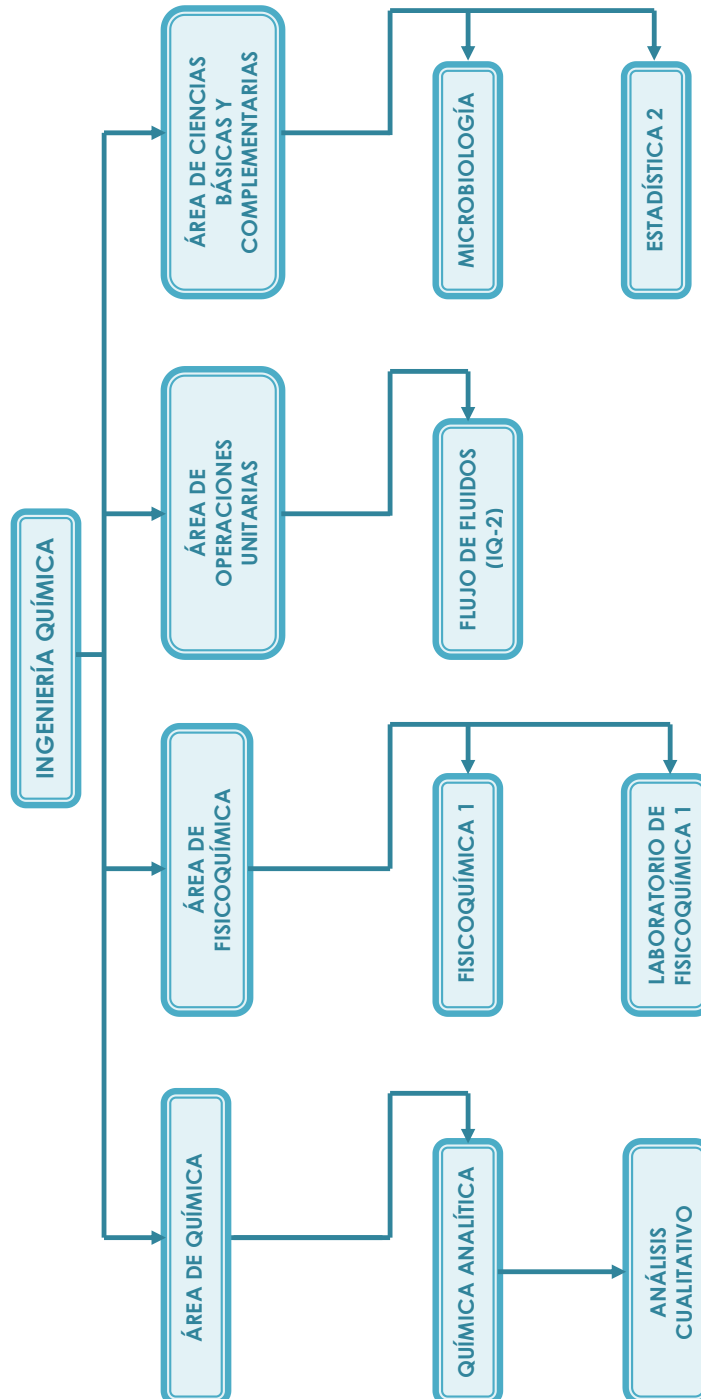 INGENIERÍA QUÍMICA
ÁREA DE QUÍMICA
ÁREA DE
FISICOQUÍMICA
ÁREA DE
OPERACIONES
UNITARIAS
ÁREA DE CIENCIAS
BÁSICAS Y
COMPLEMENTARIAS
QUÍMICA ANALÍTICA
FISICOQUÍMICA 1
FLUJO DE FLUIDOS
(IQ-2)
MICROBIOLOGÍA
ANÁLISIS
CUALITATIVO
LABORATORIO DE
FISICOQUÍMICA 1
ESTADÍSTICA 2